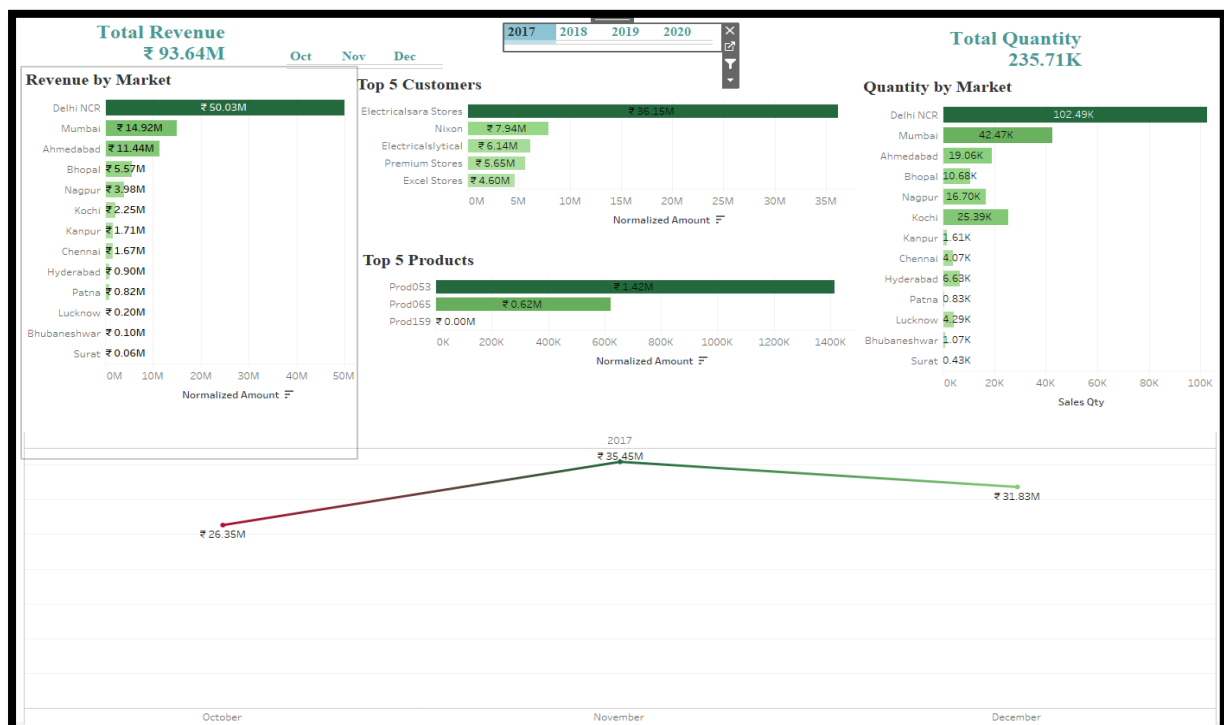 Total Revenue
₹ 93.64M
Oct Nov Dec
2017 2018 2019 2020
Total Quantity
235.71K
Revenue by Market
Delhi NCR ₹ 50.03M
Mumbai ₹ 14.92M
Ahmedabad ₹ 11.44M
Bhopal ₹ 5.57M
Nagpur ₹ 3.98M
Kochi ₹ 2.25M
Kanpur ₹ 1.71M
Chennai ₹ 1.67M
Hyderabad ₹ 0.90M
Patna ₹ 0.82M
Lucknow ₹ 0.20M
Bhubaneshwar ₹ 0.10M
Surat ₹ 0.06M
0M 10M 20M 30M 40M 50M
Normalized Amount
Top 5 Customers
Electricalsara Stores ₹ 36.15M
Nixon ₹ 7.94M
Electricalslytical ₹ 6.14M
Premium Stores ₹ 5.65M
Excel Stores ₹ 4.60M
0M 5M 10M 15M 20M 25M 30M 35M
Normalized Amount
Top 5 Products
Prod053 ₹ 1.42M
Prod065 ₹ 0.62M
Prod159 ₹ 0.00M
0K 200K 400K 600K 800K 1000K 1200K 1400K
Normalized Amount
Quantity by Market
Delhi NCR 102.49K
Mumbai 42.47K
Ahmedabad 19.06K
Bhopal 10.68K
Nagpur 16.70K
Kochi 25.39K
Kanpur 1.61K
Chennai 4.07K
Hyderabad 6.63K
Patna 0.83K
Lucknow 4.29K
Bhubaneshwar 1.07K
Surat 0.43K
0K 20K 40K 60K 80K 100K
Sales Qty
2017
₹ 35.45M
₹ 31.83M
₹ 26.35M
October November December